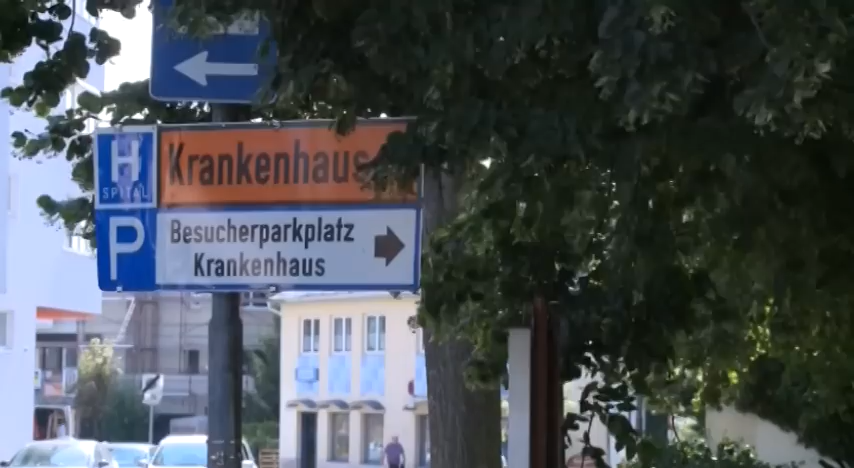 H
SPITAL
Krankenhaus
P
Besucherparkplatz
Krankenhaus